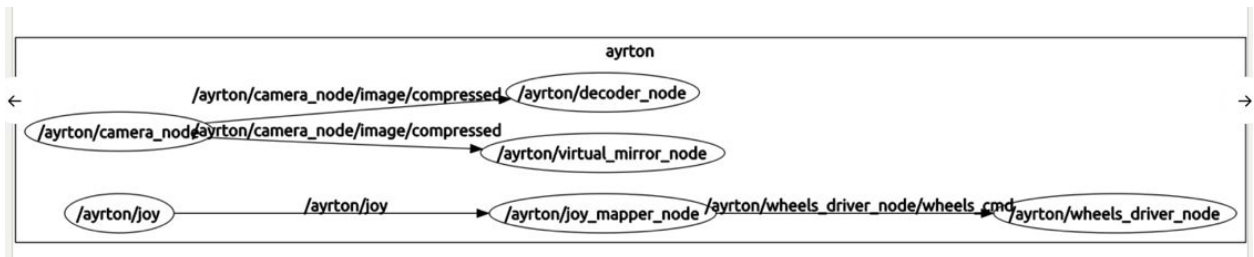 ayrton
/ayrton/camera_node/image/compressed
/ayrton/decoder_node
/ayrton/camera_node
/ayrton/camera_node/image/compressed
/ayrton/virtual_mirror_node
/ayrton/joy
/ayrton/joy
/ayrton/joy_mapper_node
/ayrton/wheels_driver_node/wheels_cmd
/ayrton/wheels_driver_node